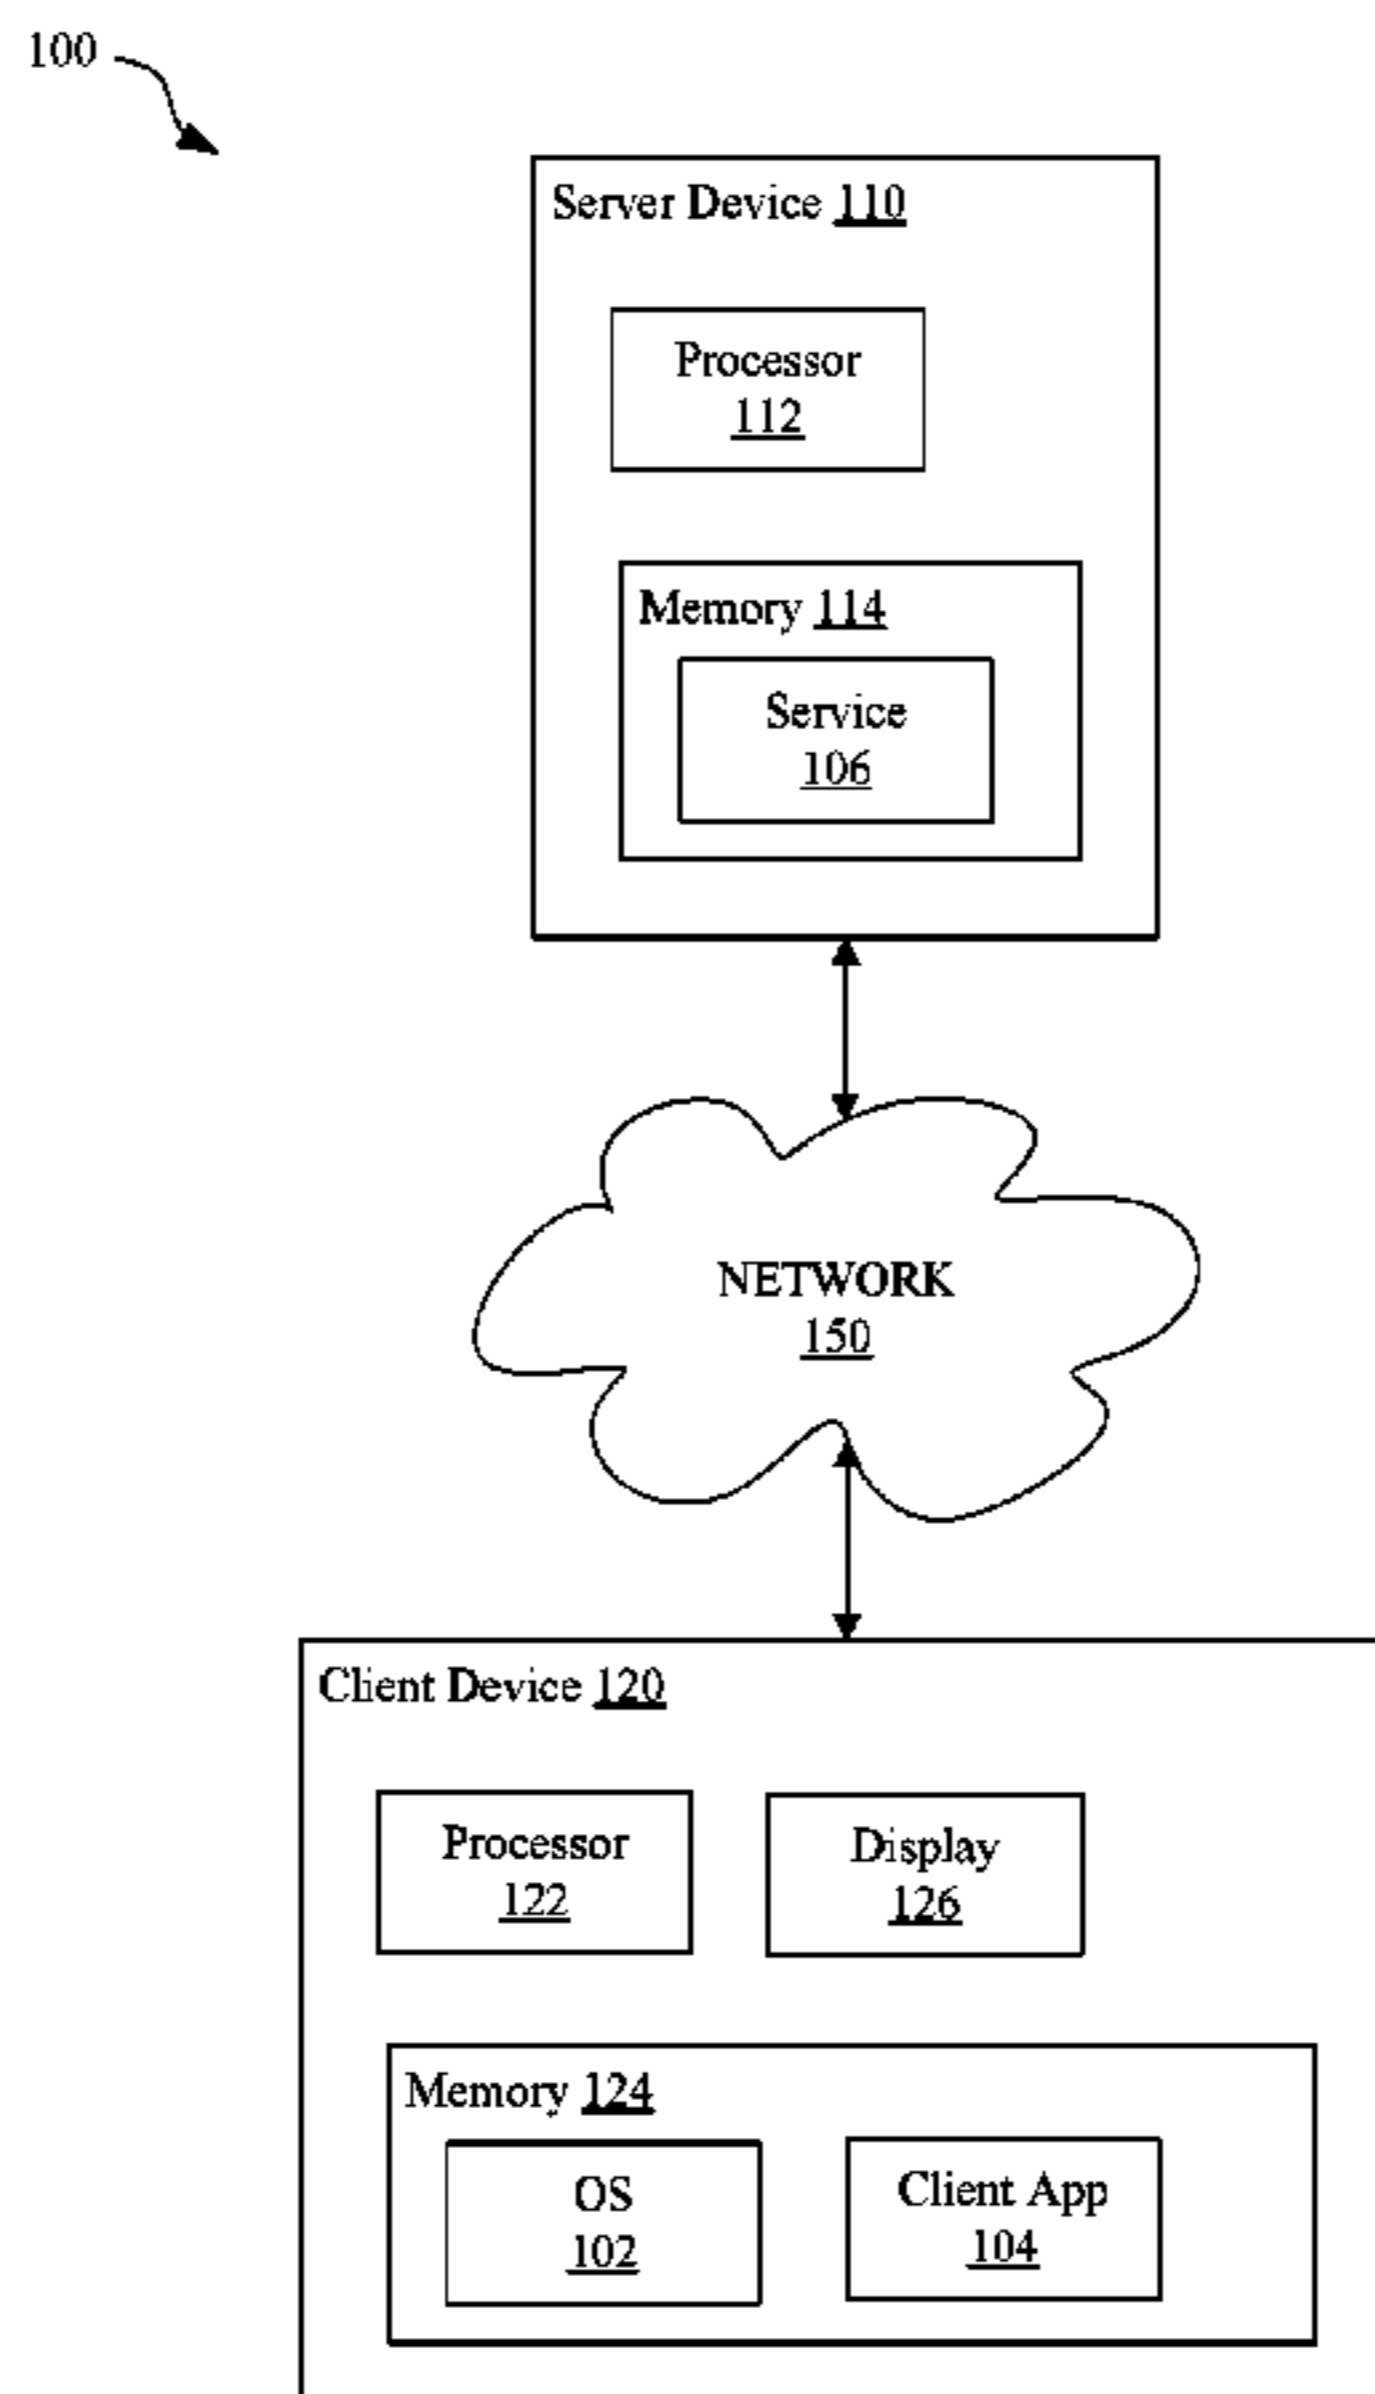 100
Server Device 110
Processor
112
Memory 114
Service
106
NETWORK
150
Client Device 120
Processor
122
Display
126
Memory 124
OS
102
Client App
104